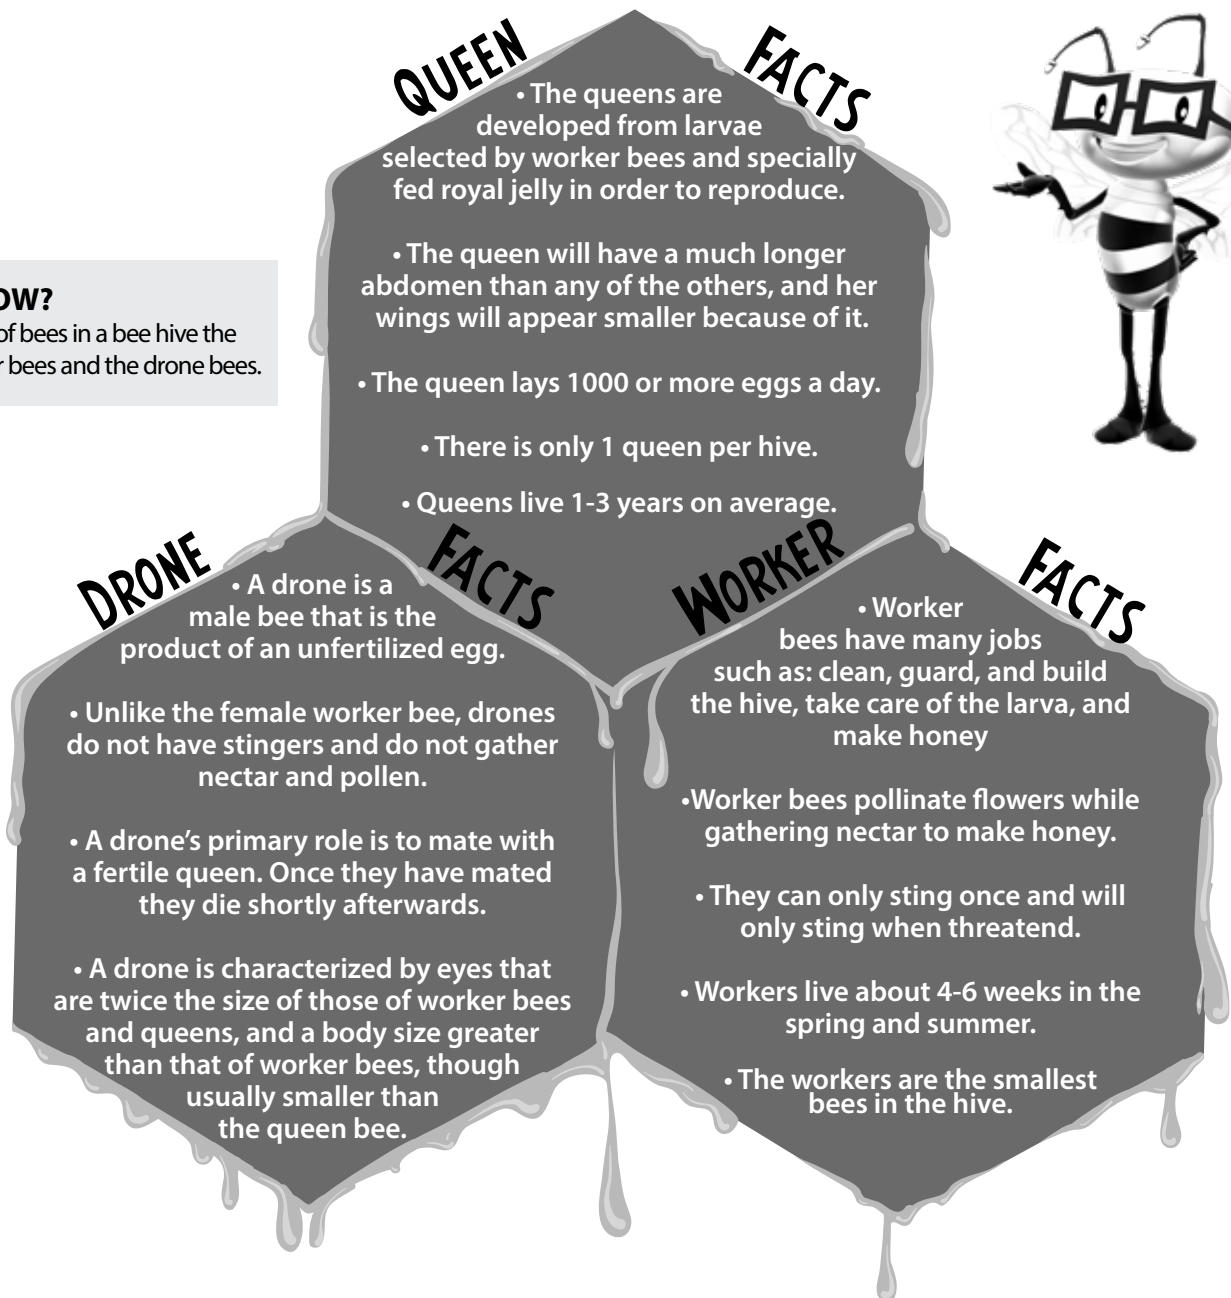 QUEEN FACTS
• The queens are
developed from larvae
selected by worker bees and specially
fed royal jelly in order to reproduce.
• The queen will have a much longer
abdomen than any of the others, and her
wings will appear smaller because of it.
• The queen lays 1000 or more eggs a day.
• There is only 1 queen per hive.
• Queens live 1-3 years on average.
OW?
of bees in a bee hive the
r bees and the drone bees.
DRONE FACTS
• A drone is a
male bee that is the
product of an unfertilized egg.
• Unlike the female worker bee, drones
do not have stingers and do not gather
nectar and pollen.
• A drone's primary role is to mate with
a fertile queen. Once they have mated
they die shortly afterwards.
• A drone is characterized by eyes that
are twice the size of those of worker bees
and queens, and a body size greater
than that of worker bees, though
usually smaller than
the queen bee.
WORKER FACTS
• Worker
bees have many jobs
such as: clean, guard, and build
the hive, take care of the larva, and
make honey
•Worker bees pollinate flowers while
gathering nectar to make honey.
• They can only sting once and will
only sting when threatend.
• Workers live about 4-6 weeks in the
spring and summer.
• The workers are the smallest
bees in the hive.